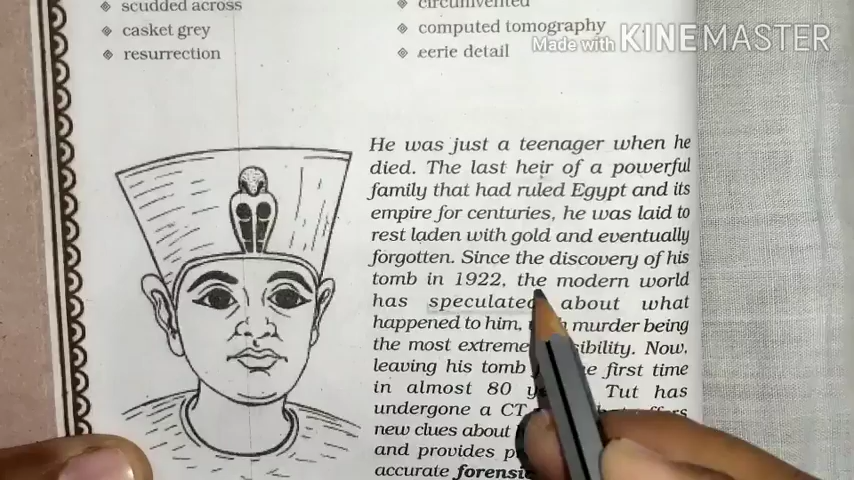 scudded across
casket grey
resurrection
circumvented
computed tomography
eerie detail
Made with KINEMASTER
He was just a teenager when he
died. The last heir of a powerful
family that had ruled Egypt and its
empire for centuries, he was laid to
rest laden with gold and eventually
forgotten. Since the discovery of his
tomb in 1922, the modern world
has speculated about what
happened to him, murder being
the most extreme Now,
leaving his tomb first time
in almost 80 Tut has
undergone a CT
new clues about
and provides
accurate